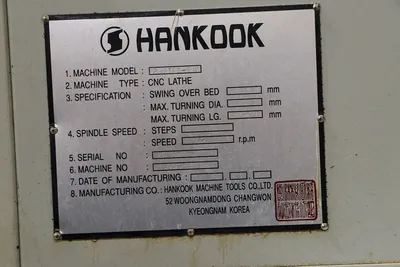 HANKOOK
1. MACHINE MODEL :
2. MACHINE TYPE : CNC LATHE
3. SPECIFICATION : SWING OVER BED mm
MAX. TURNING DIA. mm
MAX. TURNING LG. mm
4. SPINDLE SPEED : STEPS
SPEED r.p.m
5. SERIAL NO :
6. MACHINE NO :
7. DATE OF MANUFACTURING : . .
8. MANUFACTURING CO.: HANKOOK MACHINE TOOLS CO.,LTD.
52 WOONGNAMDONG CHANGWON
KYEONGNAM KOREA